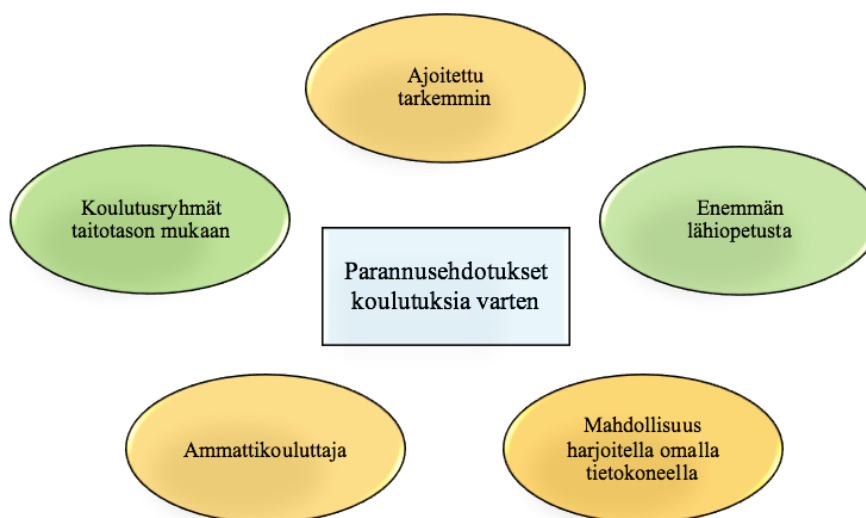 Ajoitettu
tarkemmin
Koulutusryhmät
taitotason mukaan
Enemmän
lähiopetusta
Parannusehdotukset
koulutuksia varten
Ammattikouluttaja
Mahdollisuus
harjoitella omalla
tietokoneella